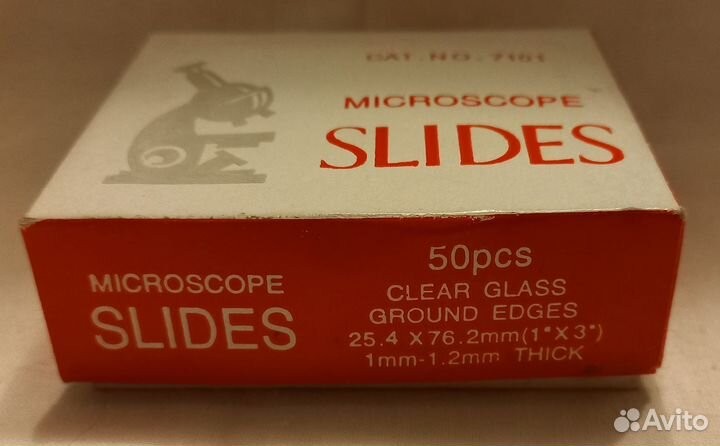 CAT. NO. 7101
MICROSCOPE
SLIDES
MICROSCOPE
SLIDES
50pcs
CLEAR GLASS
GROUND EDGES
25.4 X 76.2mm (1"X 3")
1mm-1.2mm THICK
Avito